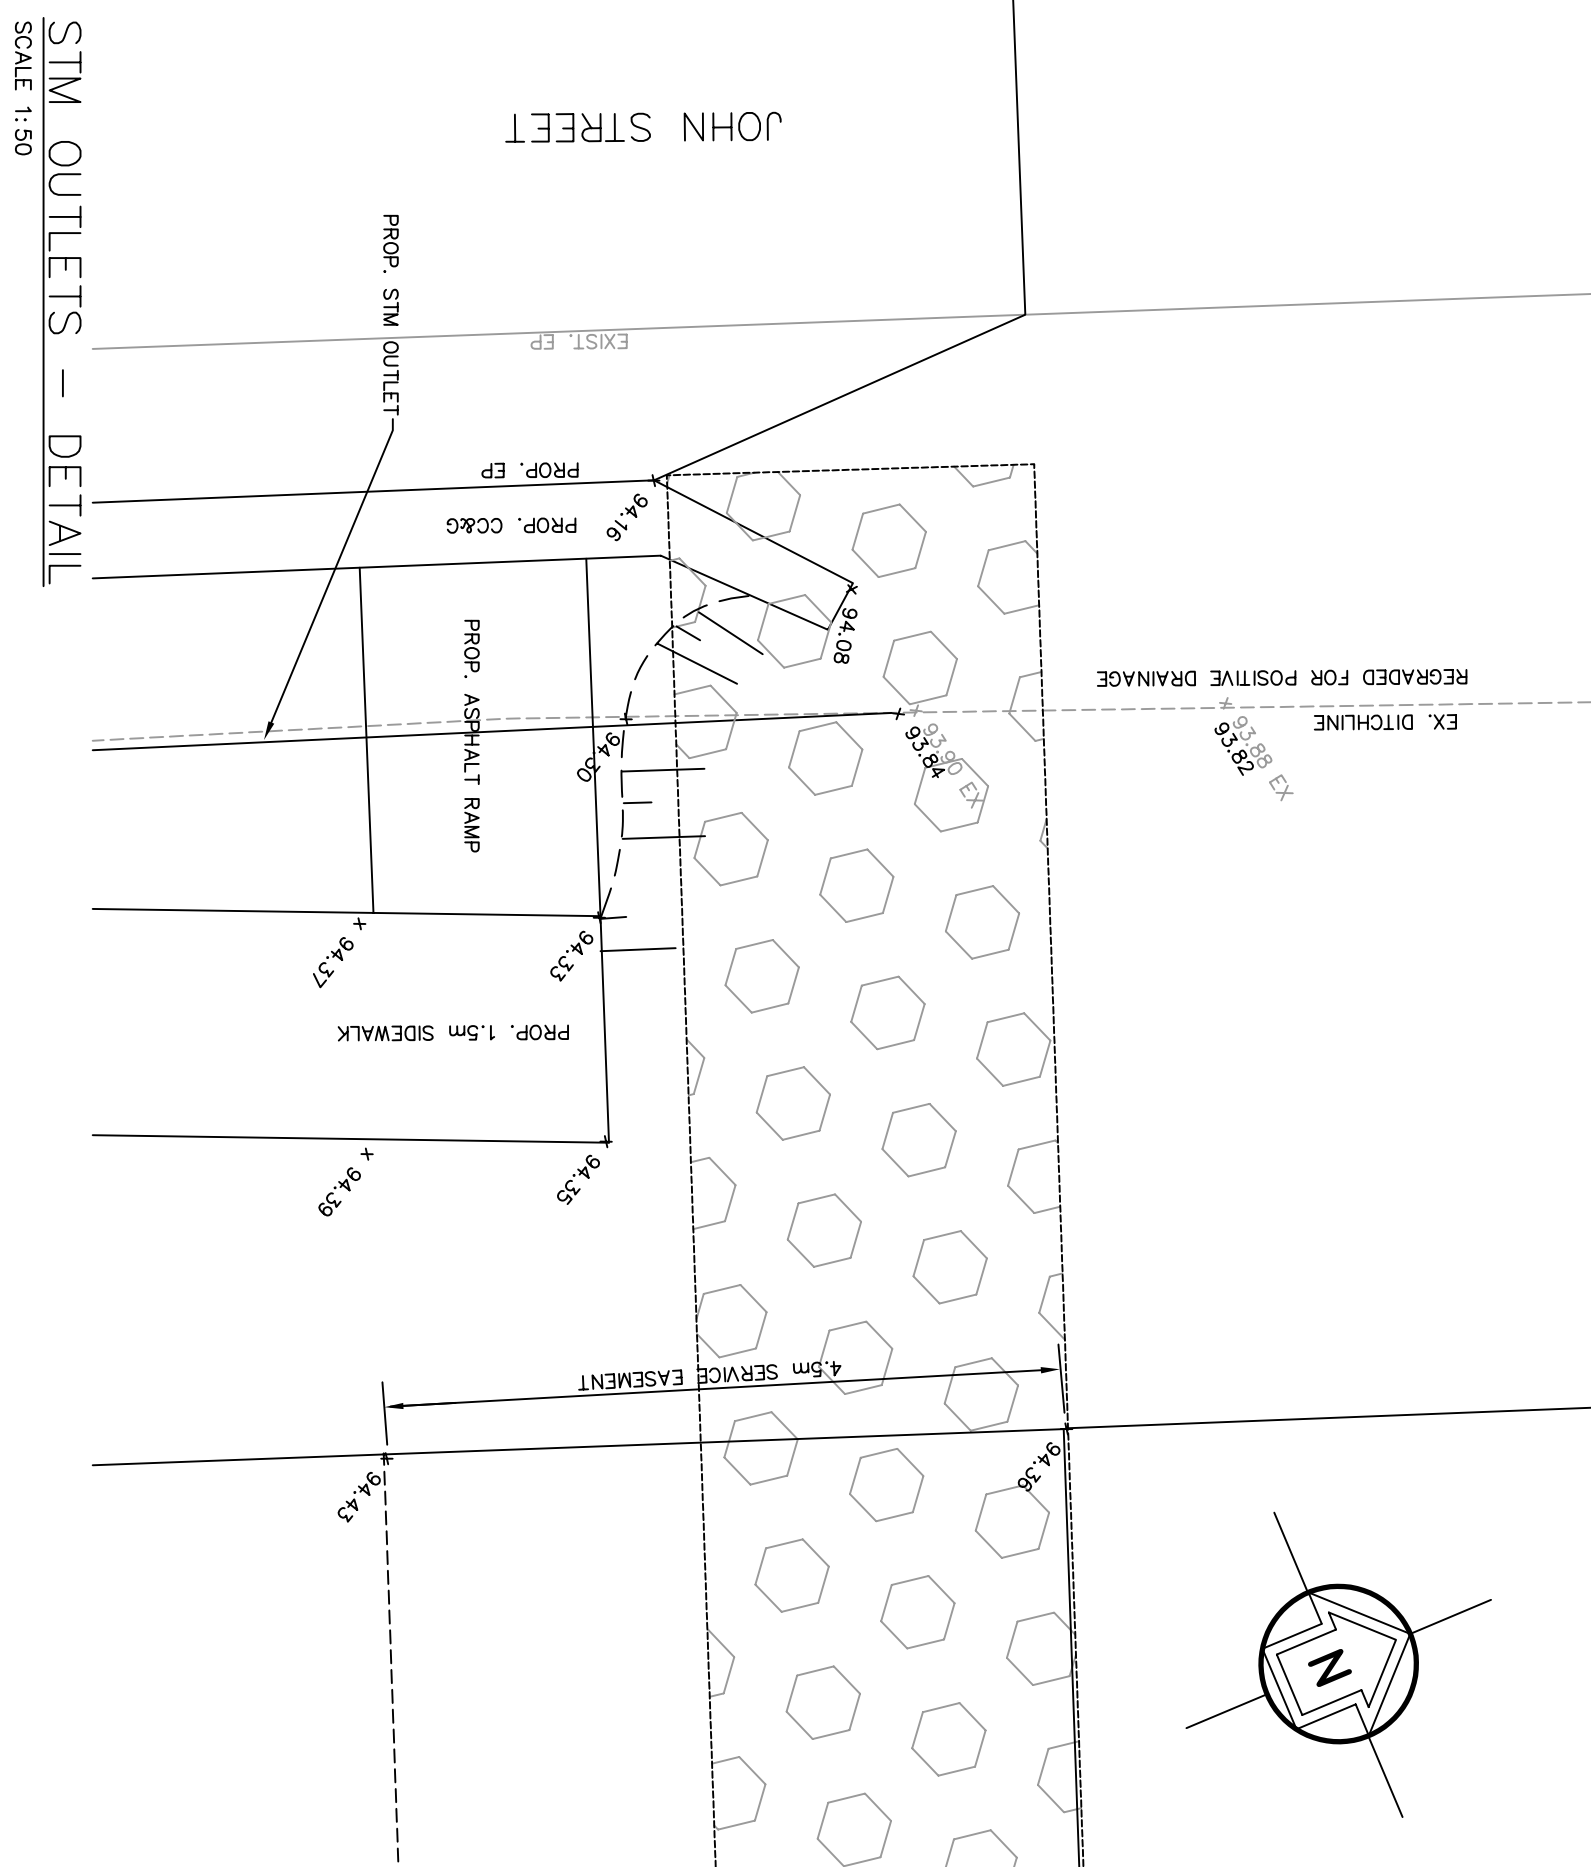 STM OUTLETS - DETAIL
SCALE 1:50
JOHN STREET
PROP. STM OUTLET
EXIST. EP
PROP. EP
PROP. CC&G
94.16
94.08
PROP. ASPHALT RAMP
REGRADED FOR POSITIVE DRAINAGE
EX. DITCHLINE
94.30
93.90 EX
93.84
93.88 EX
93.82
94.37
94.33
PROP. 1.5m SIDEWALK
94.39
94.35
4.5m SERVICE EASEMENT
94.43
94.36
N